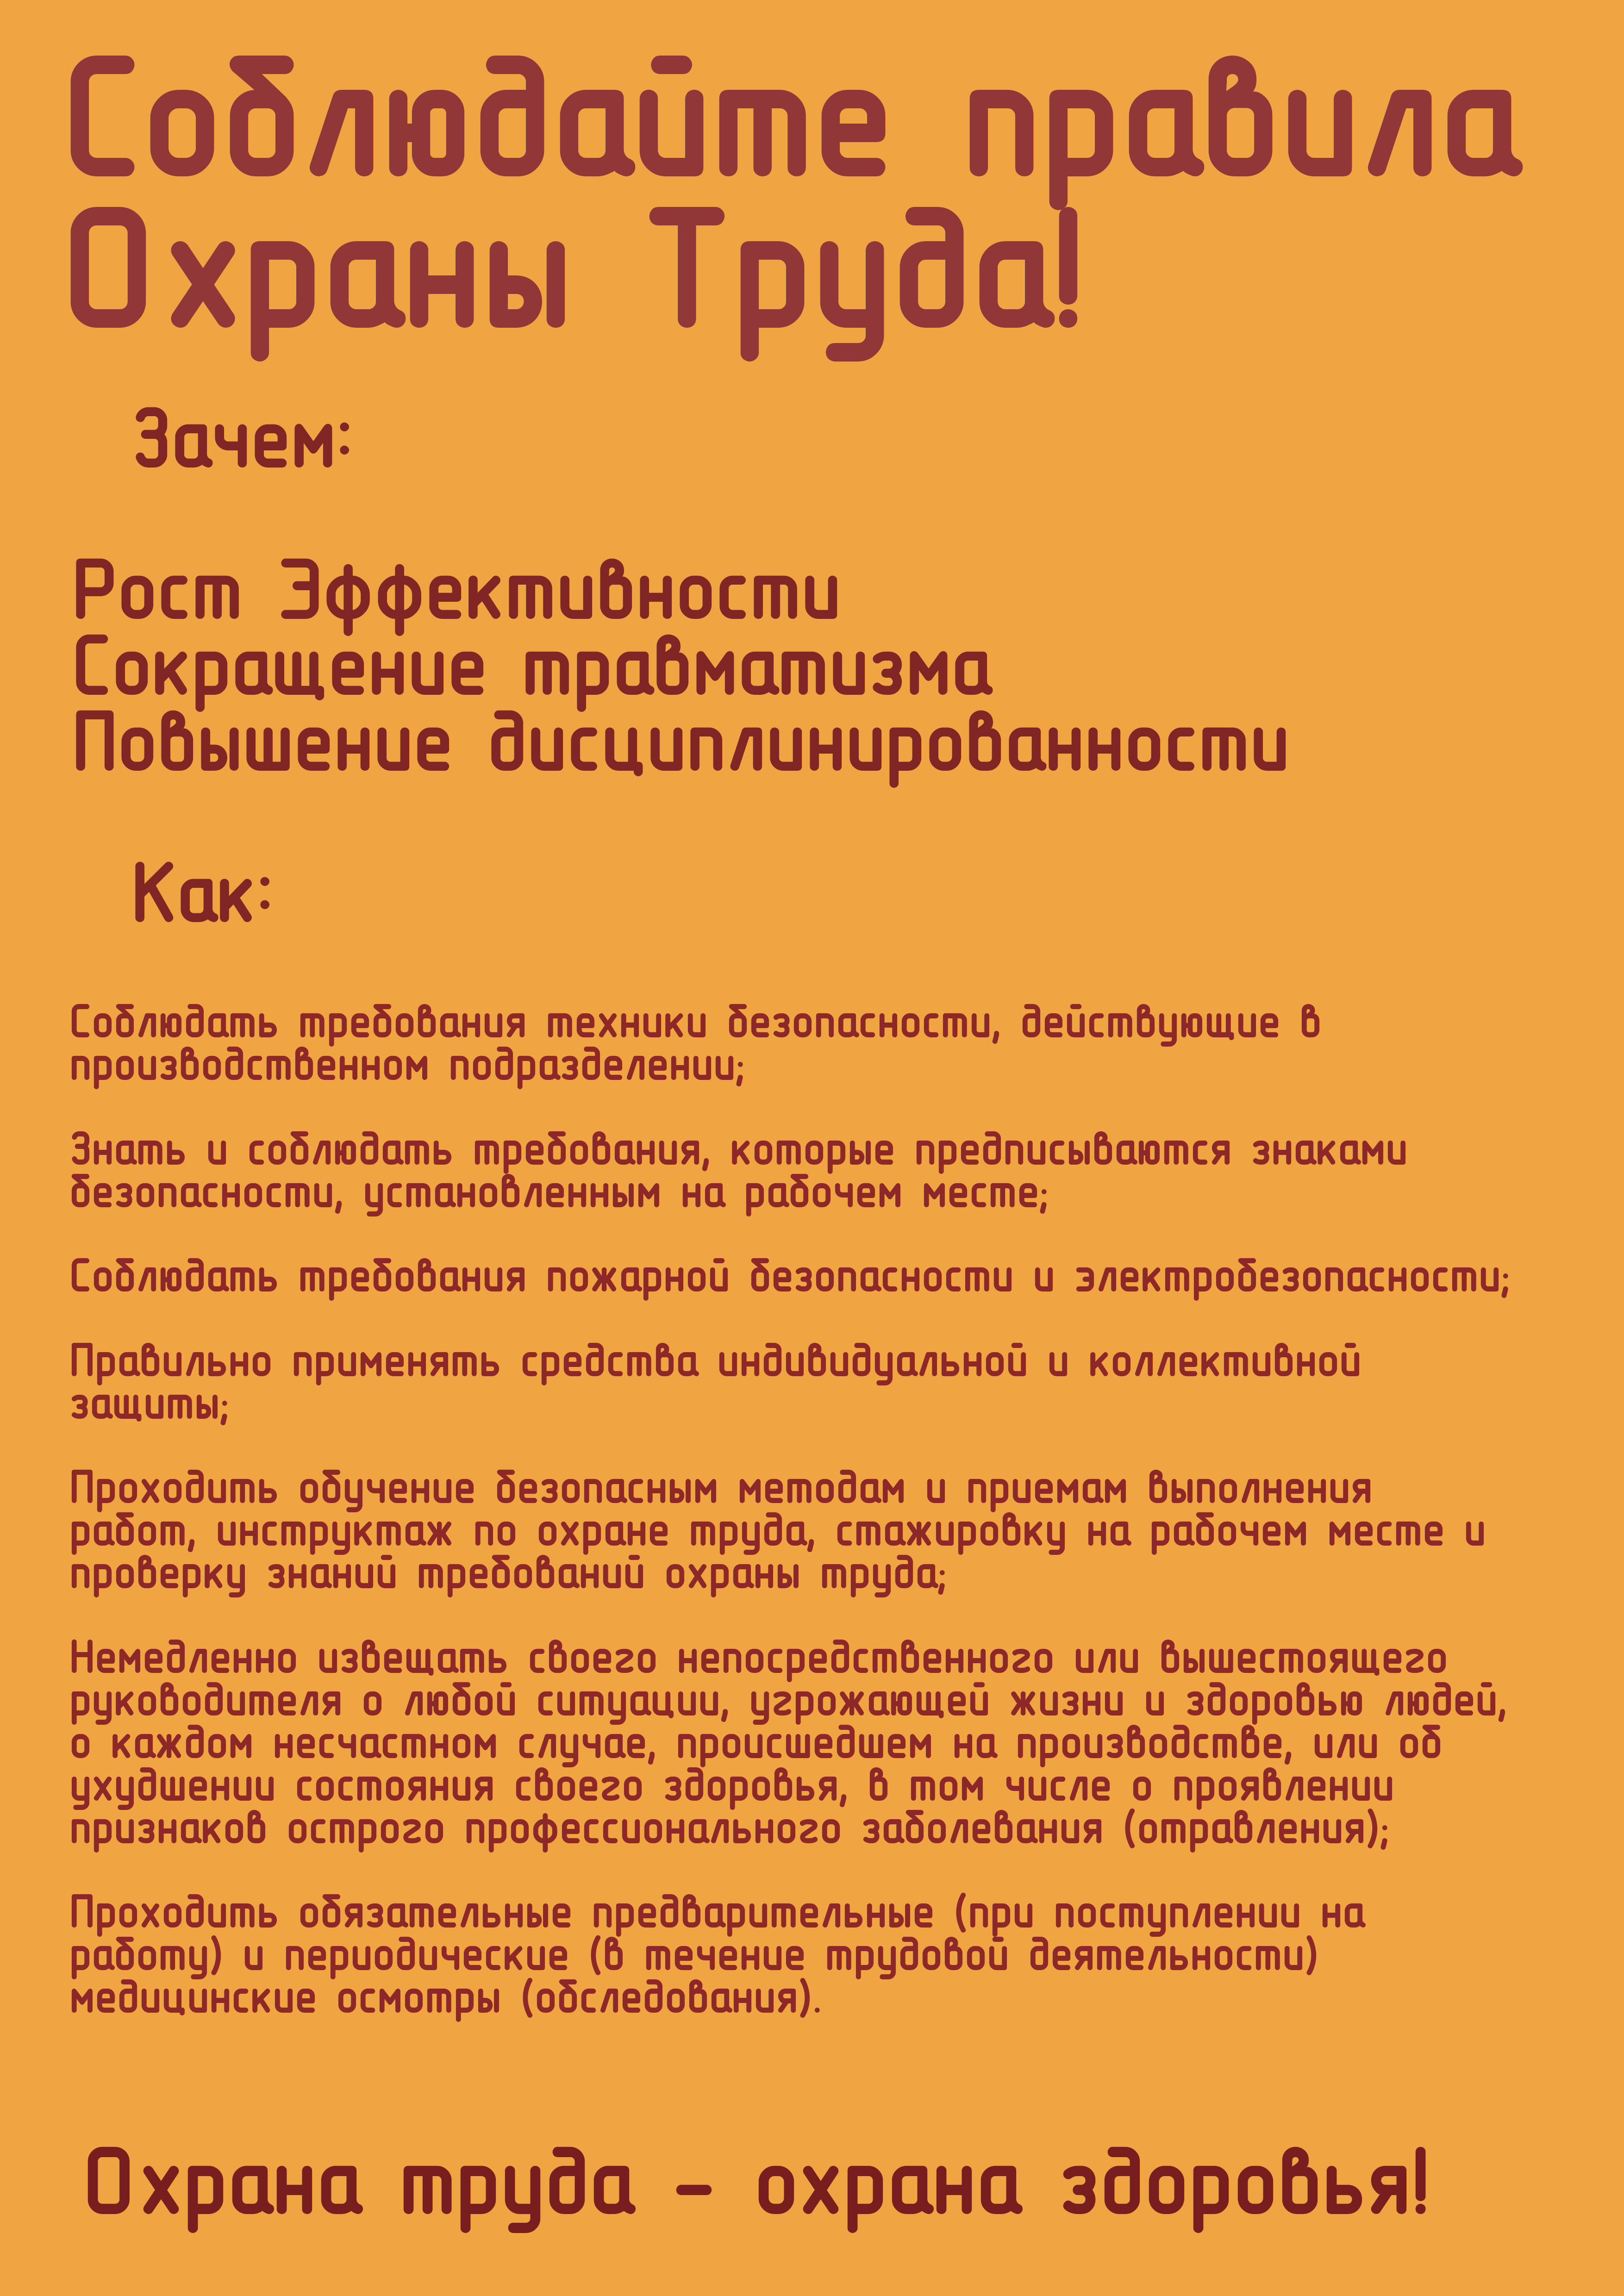 Соблюдайте правила
Охраны Труда!
Зачем:
Рост Эффективности
Сокращение травматизма
Повышение дисциплинированности
Как:
Соблюдать требования техники безопасности, действующие в
производственном подразделении;
Знать и соблюдать требования, которые предписываются знаками
безопасности, установленным на рабочем месте;
Соблюдать требования пожарной безопасности и электробезопасности;
Правильно применять средства индивидуальной и коллективной
защиты;
Проходить обучение безопасным методам и приемам выполнения
работ, инструктаж по охране труда, стажировку на рабочем месте и
проверку знаний требований охраны труда;
Немедленно извещать своего непосредственного или вышестоящего
руководителя о любой ситуации, угрожающей жизни и здоровью людей,
о каждом несчастном случае, происшедшем на производстве, или об
ухудшении состояния своего здоровья, в том числе о проявлении
признаков острого профессионального заболевания (отравления);
Проходить обязательные предварительные (при поступлении на
работу) и периодические (в течение трудовой деятельности)
медицинские осмотры (обследования).
Охрана труда - охрана здоровья!